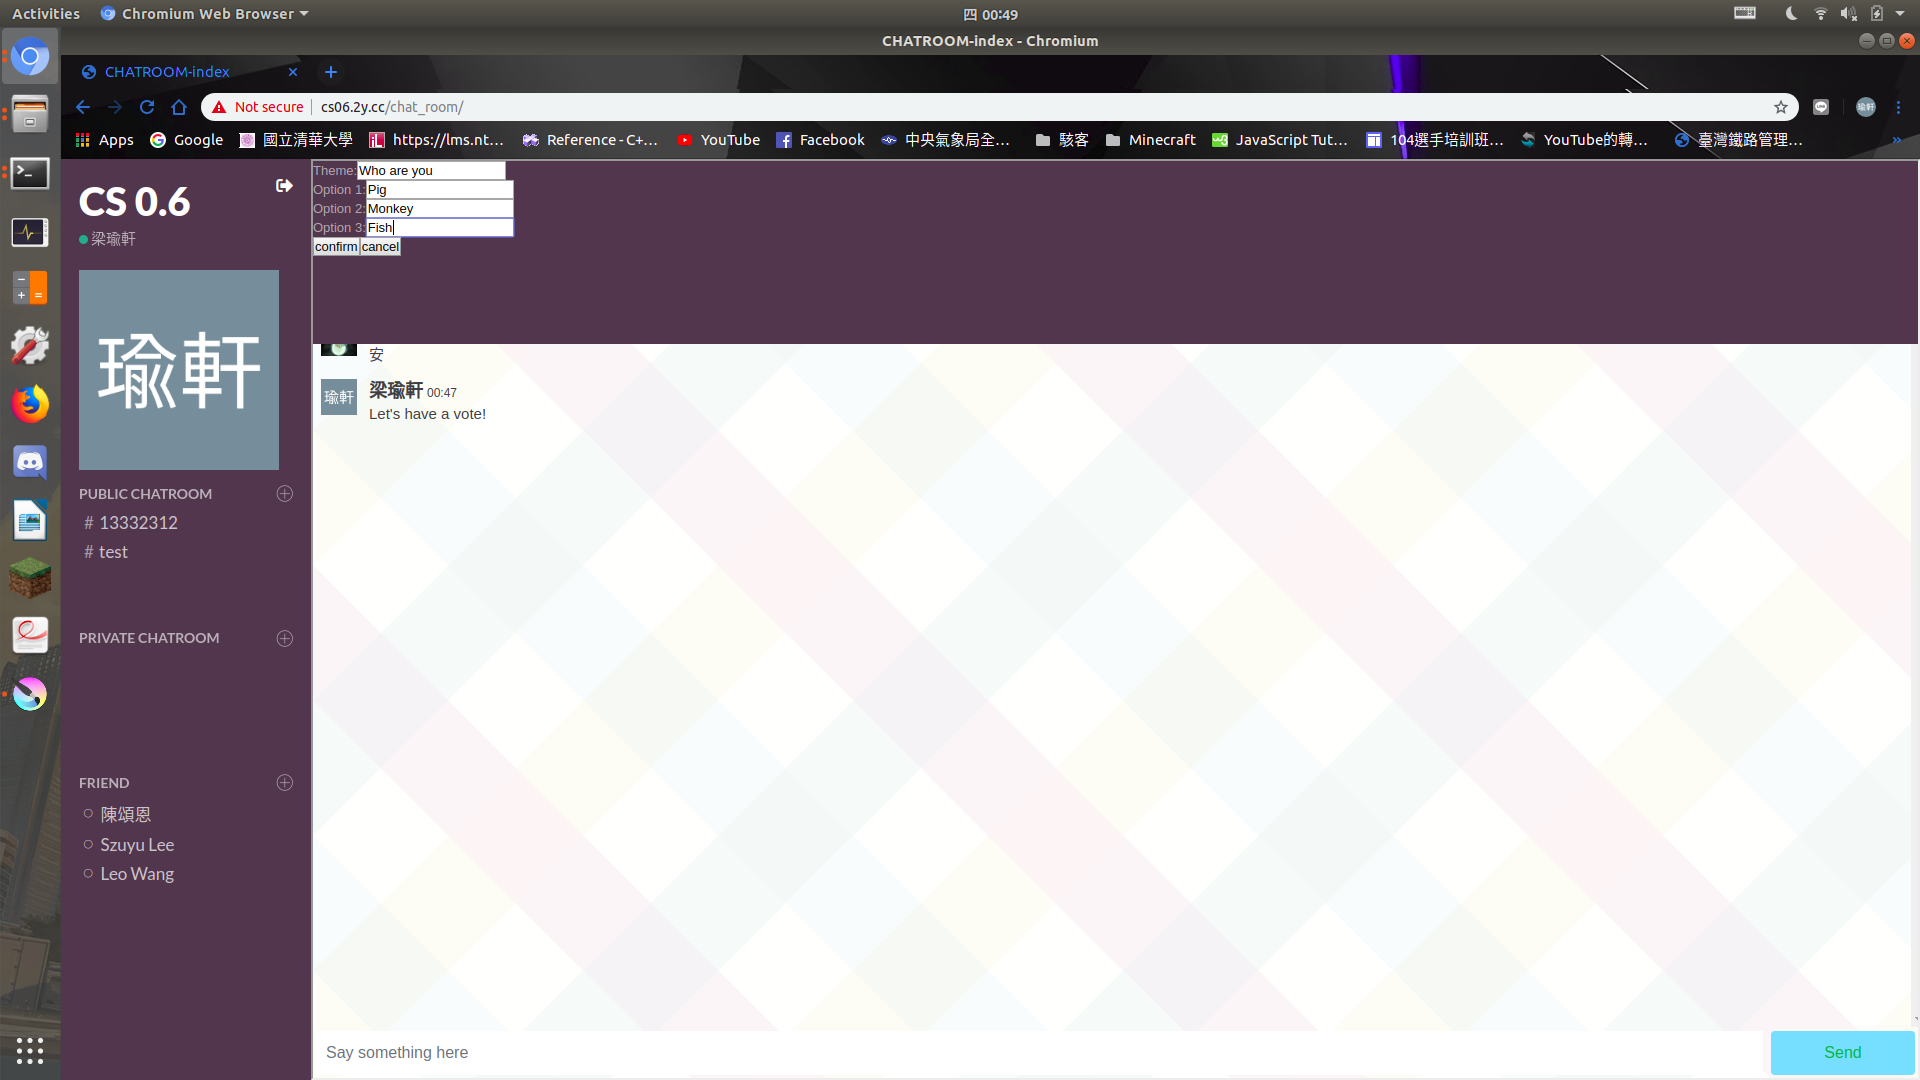 Activities
Chromium Web Browser
四 00:49
CHATROOM-index - Chromium
CHATROOM-index
Not secure
cs06.2y.cc/chat_room/
瑜軒
Apps
Google
國立清華大學
https://lms.nt...
Reference - C+...
YouTube
Facebook
中央氣象局全...
駭客
Minecraft
JavaScript Tut...
104選手培訓班...
YouTube的轉...
臺灣鐵路管理...
CS 0.6
梁瑜軒
瑜軒
PUBLIC CHATROOM
# 13332312
# test
PRIVATE CHATROOM
FRIEND
陳頌恩
Szuyu Lee
Leo Wang
Theme:Who are you
Option 1:Pig
Option 2:Monkey
Option 3:Fish
confirm cancel
安
瑜軒
梁瑜軒 00:47
Let's have a vote!
Say something here
Send